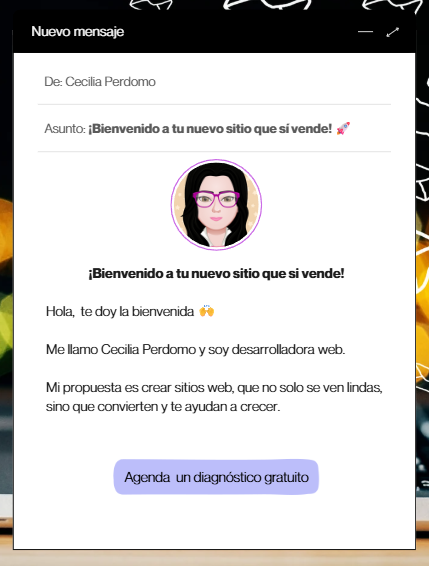 Nuevo mensaje
De: Cecilia Perdomo
Asunto: ¡Bienvenido a tu nuevo sitio que sí vende! 🚀
¡Bienvenido a tu nuevo sitio que si vende!
Hola, te doy la bienvenida 🙌
Me llamo Cecilia Perdomo y soy desarrolladora web.
Mi propuesta es crear sitios web, que no solo se ven lindas,
sino que convierten y te ayudan a crecer.
Agenda un diagnóstico gratuito